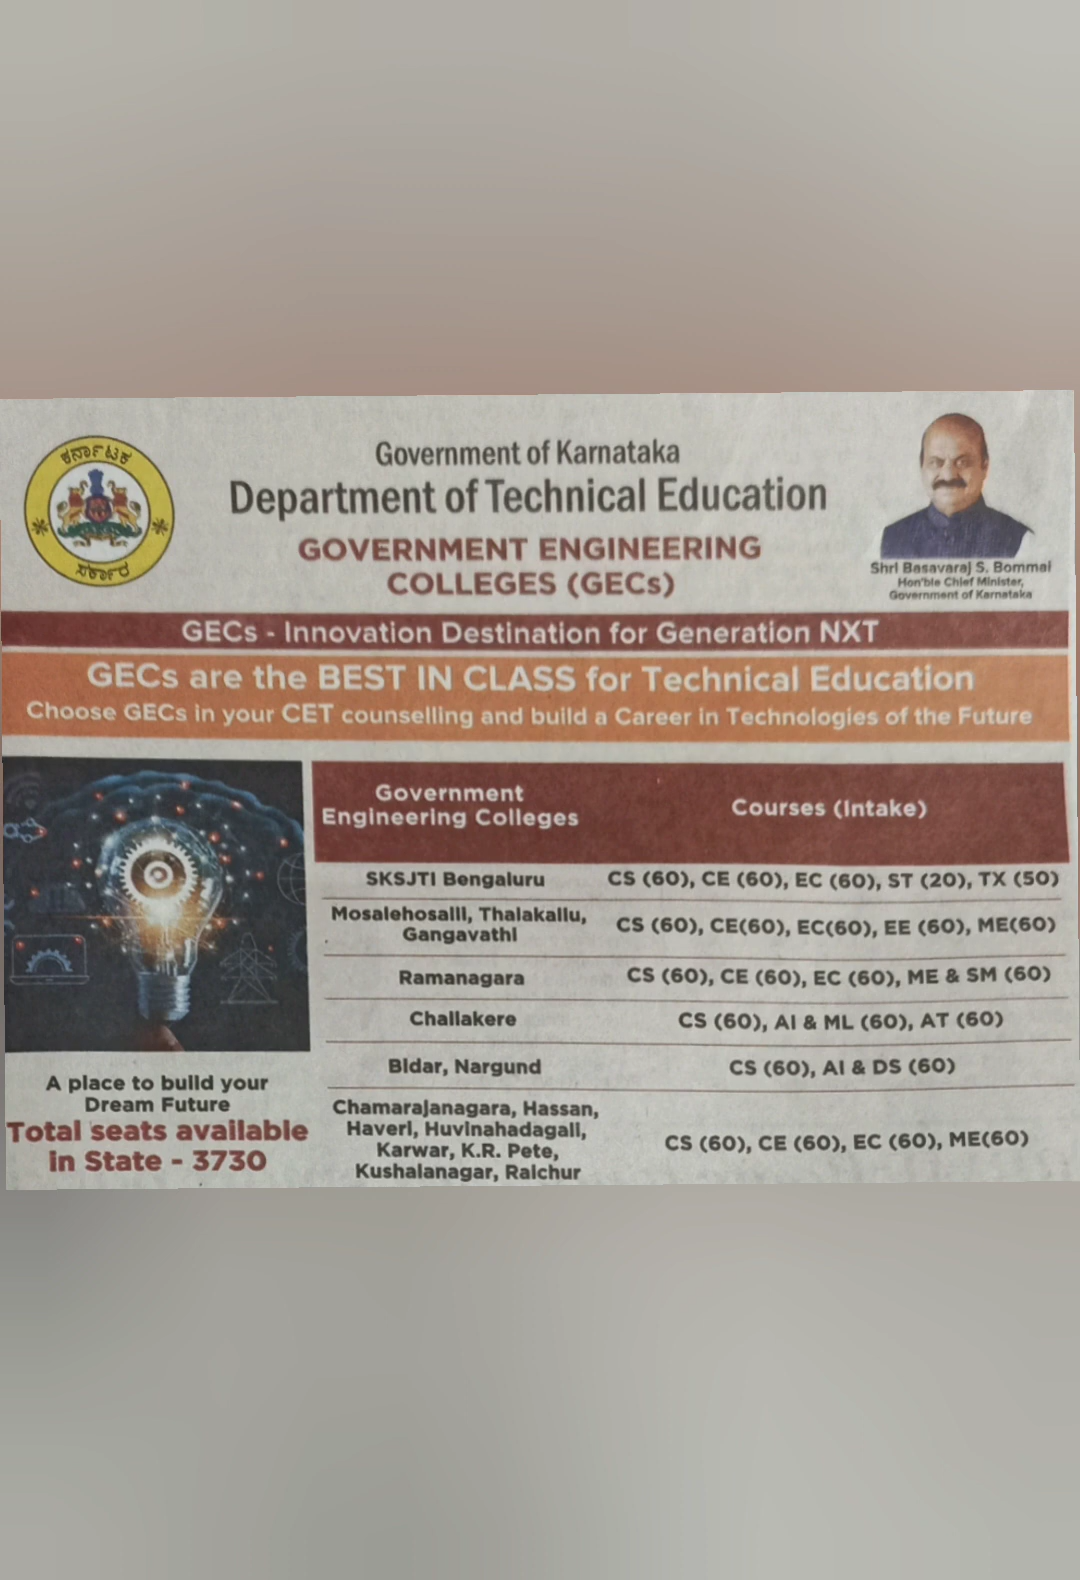 ಕರ್ನಾಟಕ
ಸರ್ಕಾರ
Government of Karnataka
Department of Technical Education
GOVERNMENT ENGINEERING
COLLEGES (GECs)
Shri Basavaraj S. Bommai
Hon'ble Chief Minister,
Government of Karnataka
GECs - Innovation Destination for Generation NXT
GECs are the BEST IN CLASS for Technical Education
Choose GECs in your CET counselling and build a Career in Technologies of the Future
Government
Engineering Colleges
Courses (Intake)
SKSJTI Bengaluru
CS (60), CE (60), EC (60), ST (20), TX (50)
Mosalehosalli, Thalakallu,
Gangavathi
CS (60), CE(60), EC(60), EE (60), ME(60)
Ramanagara
CS (60), CE (60), EC (60), ME & SM (60)
Challakere
CS (60), AI & ML (60), AT (60)
Bidar, Nargund
CS (60), AI & DS (60)
Chamarajanagara, Hassan,
Haveri, Huvinahadagali,
Karwar, K.R. Pete,
Kushalanagar, Raichur
CS (60), CE (60), EC (60), ME(60)
A place to build your
Dream Future
Total seats available
in State - 3730